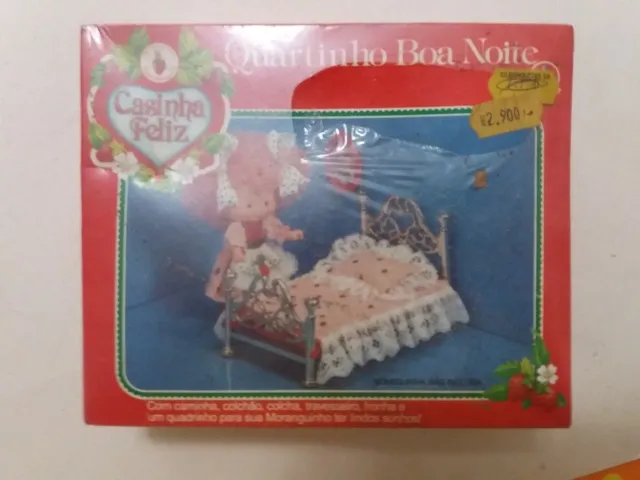 Quartinho Boa Noite
Casinha
Feliz
2.900
Com caminha, colchão, colcha, travesseiro, fronha e
um quadrinho para sua Moranguinho ter lindos sonhos!